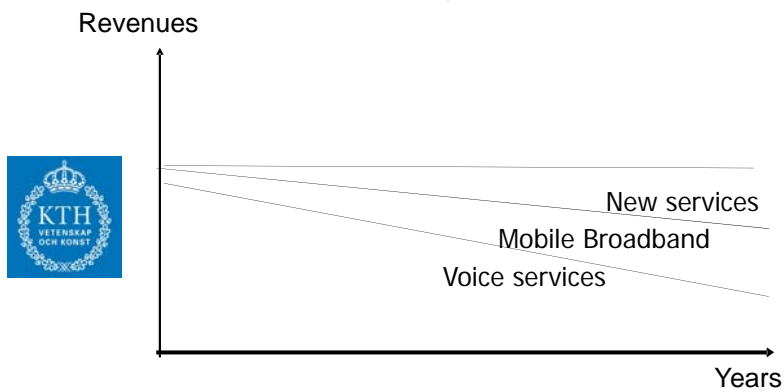 Revenues
KTH
VETENSKAP
OCH KONST
New services
Mobile Broadband
Voice services
Years